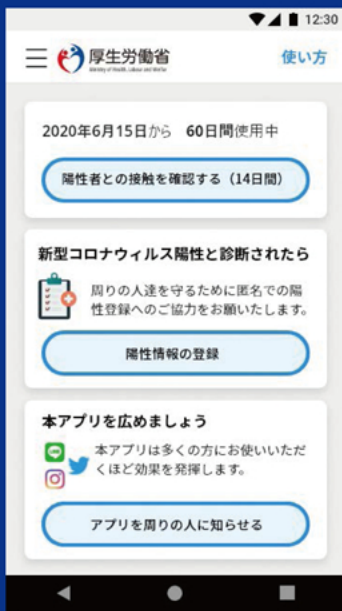 12:30
厚生労働省
Ministry of Health, Labour and Welfare
使い方
2020年6月15日から 60日間使用中
陽性者との接触を確認する（14日間）
新型コロナウィルス陽性と診断されたら
周りの人達を守るために匿名での陽
性登録へのご協力をお願いたします。
陽性情報の登録
本アプリを広めましょう
本アプリは多くの方にお使いいただ
くほど効果を発揮します。
アプリを周りの人に知らせる